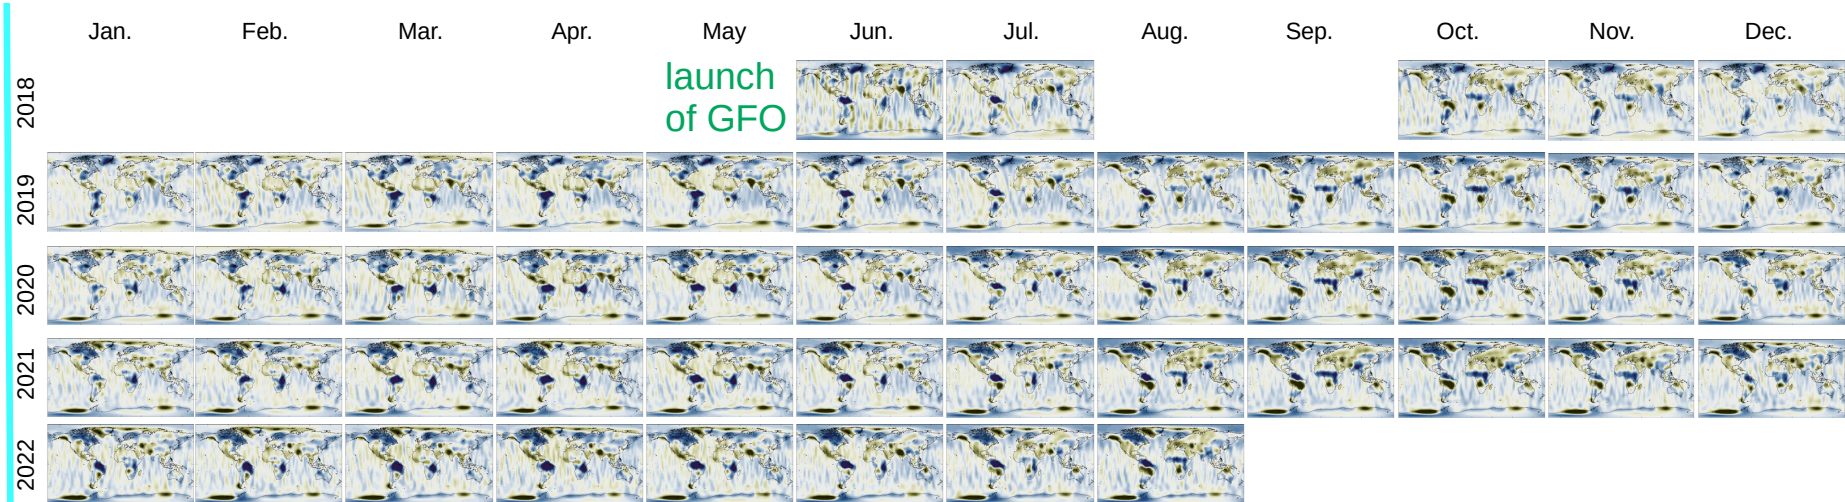 Jan. Feb. Mar. Apr. May Jun. Jul. Aug. Sep. Oct. Nov. Dec.
2018
launch
of GFO
2019
2020
2021
2022